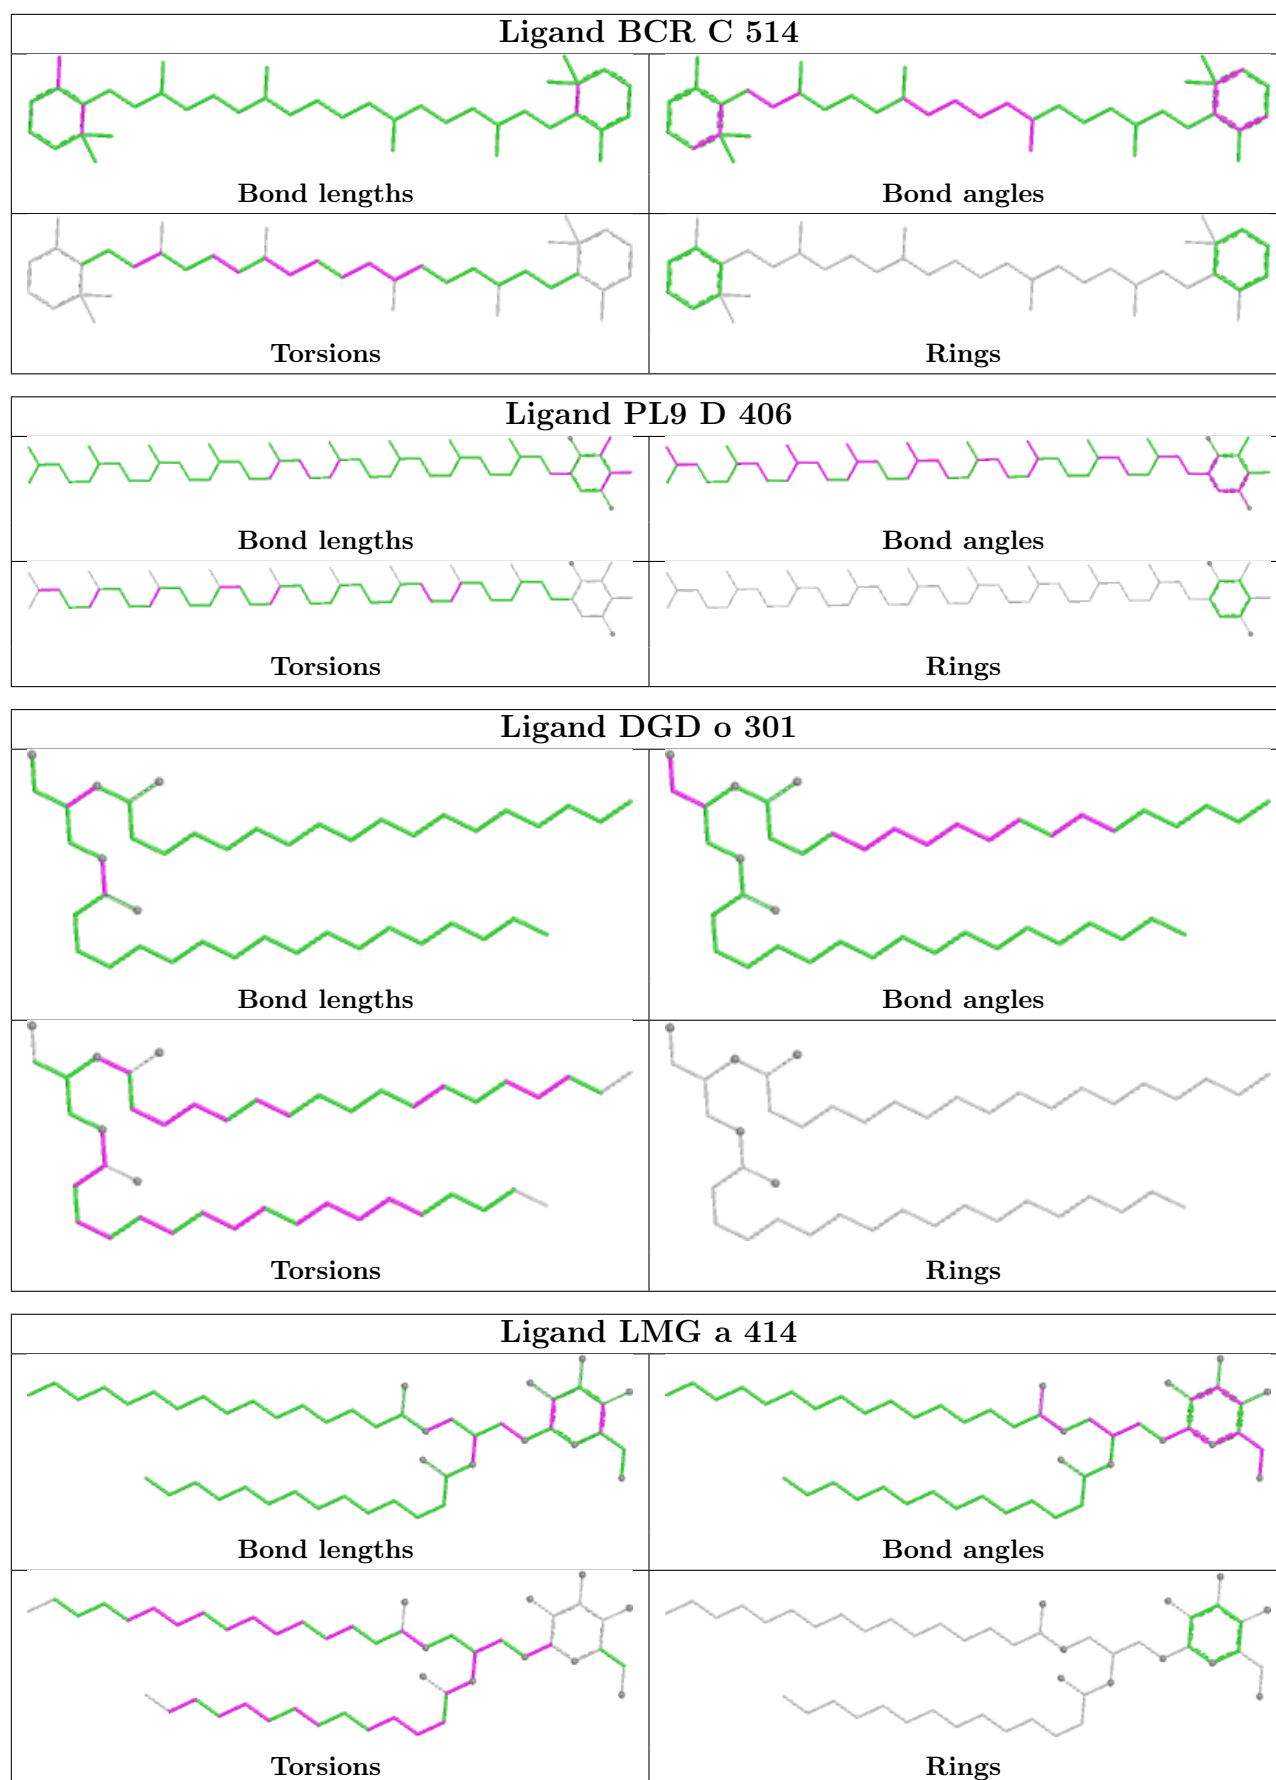 Ligand BCR C 514
Bond lengths
Bond angles
Torsions
Rings
Ligand PL9 D 406
Bond lengths
Bond angles
Torsions
Rings
Ligand DGD o 301
Bond lengths
Bond angles
Torsions
Rings
Ligand LMG a 414
Bond lengths
Bond angles
Torsions
Rings